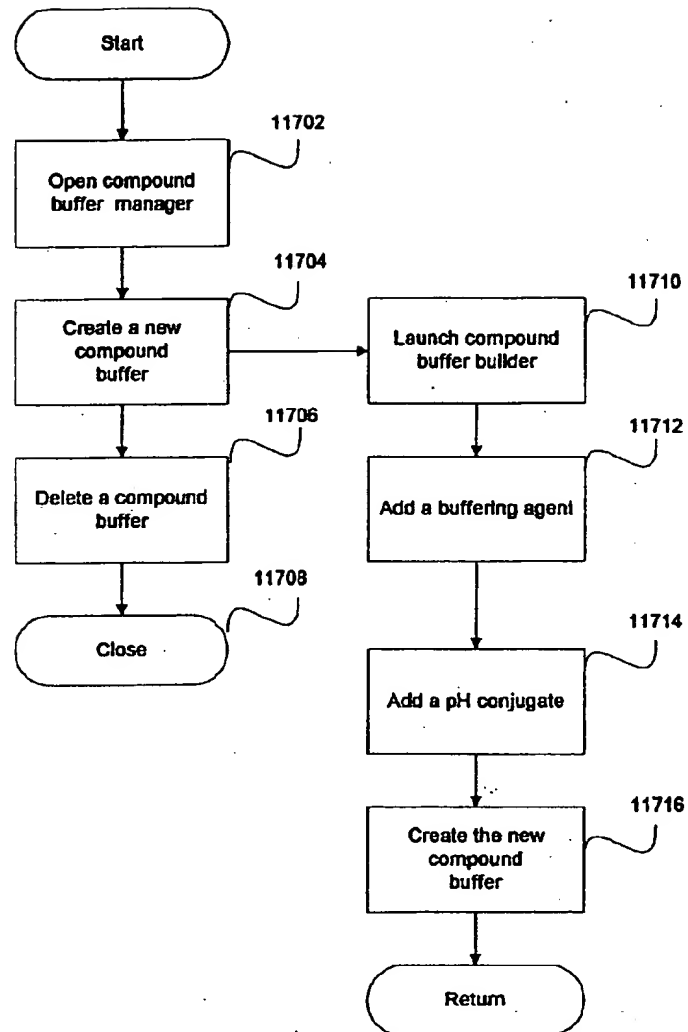 Start
11702
Open compound
buffer manager
11704
Create a new
compound
buffer
11706
Delete a compound
buffer
11708
Close
11710
Launch compound
buffer builder
11712
Add a buffering agent
11714
Add a pH conjugate
11716
Create the new
compound
buffer
Return